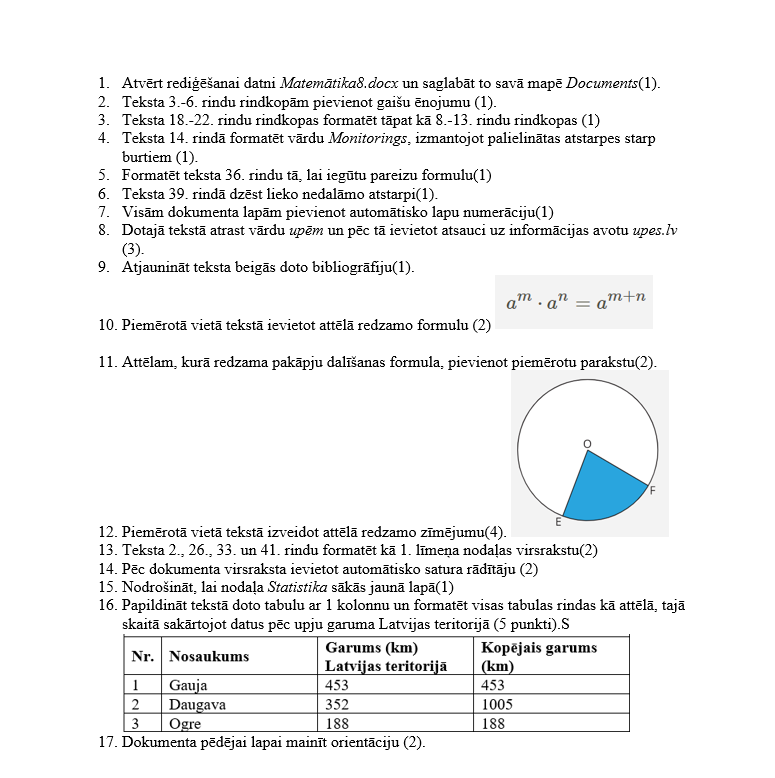 1. Atvērt rediģēšanai datni Matemātika8.docx un saglabāt to savā mapē Documents(1).
2. Teksta 3.-6. rindu rindkopām pievienot gaišu ēnojumu (1).
3. Teksta 18.-22. rindu rindkopas formatēt tāpat kā 8.-13. rindu rindkopas (1)
4. Teksta 14. rindā formatēt vārdu Monitorings, izmantojot palielinātas atstarpes starp
burtiem (1).
5. Formatēt teksta 36. rindu tā, lai iegūtu pareizu formulu(1)
6. Teksta 39. rindā dzēst lieko nedalāmo atstarpi(1).
7. Visām dokumenta lapām pievienot automātisko lapu numerāciju(1)
8. Dotajā tekstā atrast vārdu upēm un pēc tā ievietot atsauci uz informācijas avotu upes.lv
(3).
9. Atjaunināt teksta beigās doto bibliogrāfiju(1).
10. Piemērotā vietā tekstā ievietot attēlā redzamo formulu (2) aᵐ · aⁿ = aᵐ⁺ⁿ
11. Attēlam, kurā redzama pakāpju dalīšanas formula, pievienot piemērotu parakstu(2).
O
F
E
12. Piemērotā vietā tekstā izveidot attēlā redzamo zīmējumu(4).
13. Teksta 2., 26., 33. un 41. rindu formatēt kā 1. līmeņa nodaļas virsrakstu(2)
14. Pēc dokumenta virsraksta ievietot automātisko satura rādītāju (2)
15. Nodrošināt, lai nodaļa Statistika sākās jaunā lapā(1)
16. Papildināt tekstā doto tabulu ar 1 kolonnu un formatēt visas tabulas rindas kā attēlā, tajā
skaitā sakārtojot datus pēc upju garuma Latvijas teritorijā (5 punkti).S
Nr. Nosaukums Garums (km) Kopējais garums
Latvijas teritorijā (km)
1 Gauja 453 453
2 Daugava 352 1005
3 Ogre 188 188
17. Dokumenta pēdējai lapai mainīt orientāciju (2).